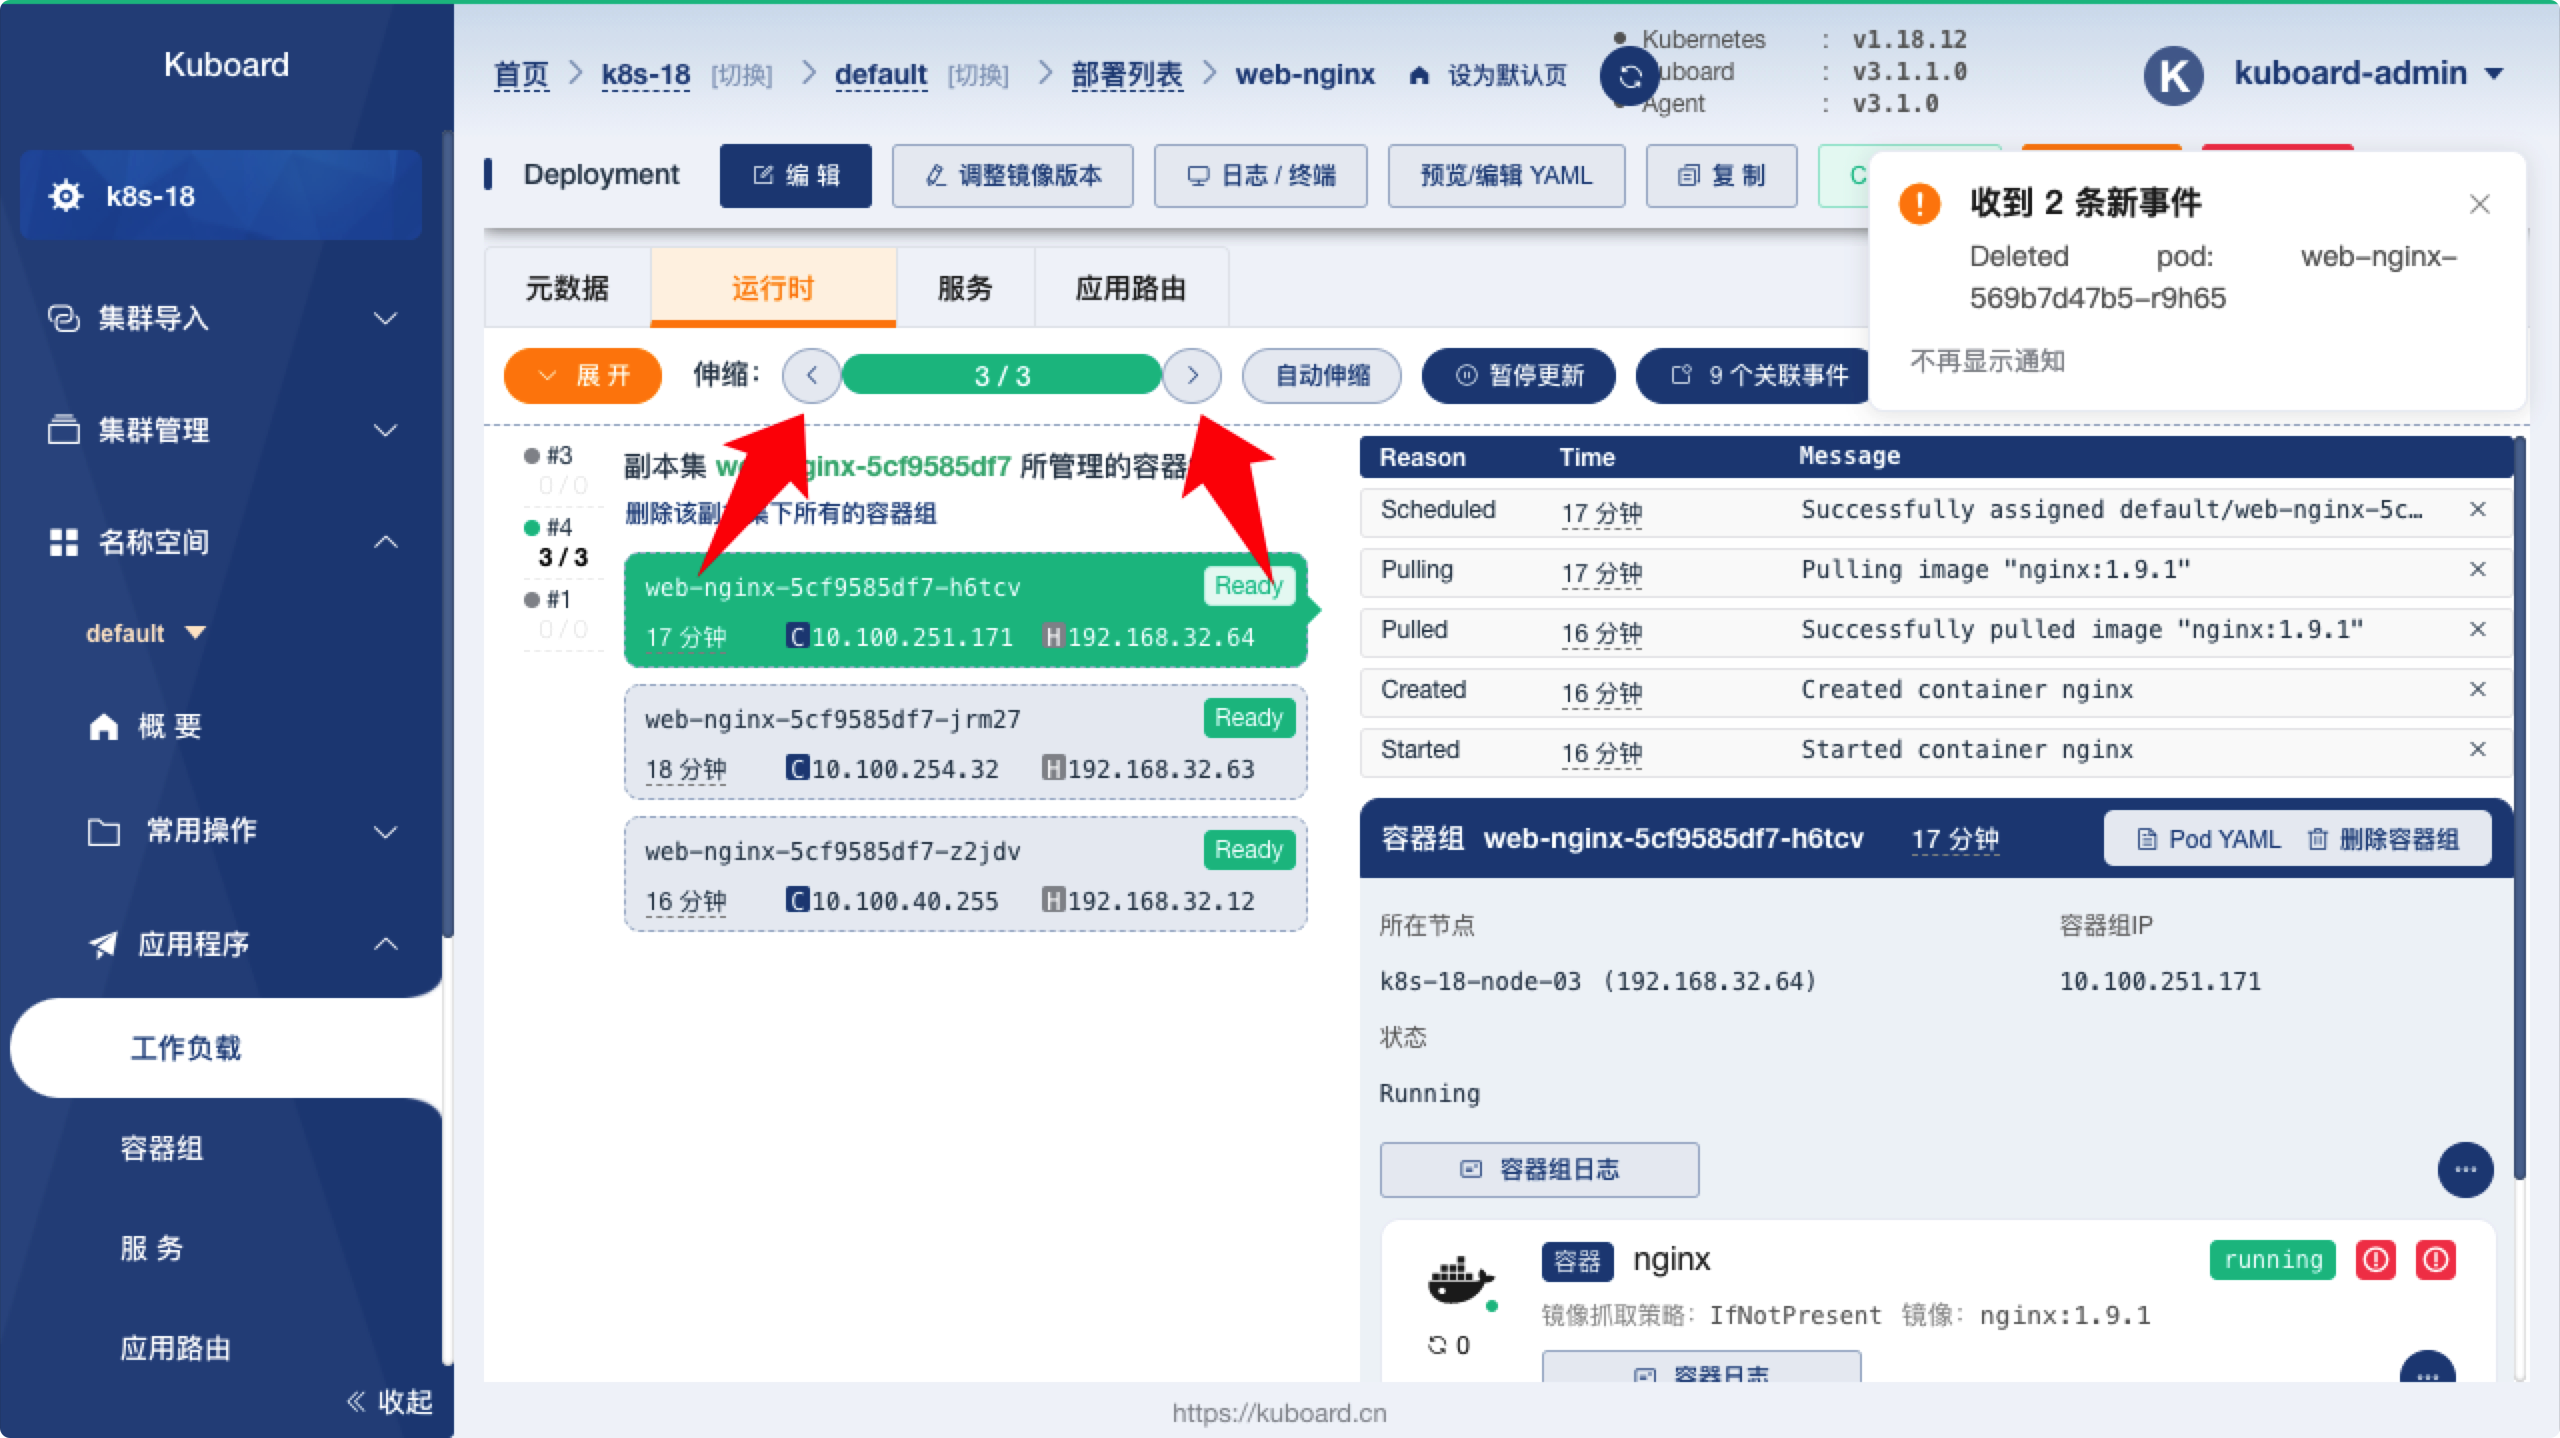 Kuboard
k8s-18
集群导入
集群管理
名称空间
default
概 要
常用操作
应用程序
工作负载
容器组
服 务
应用路由
收起
首页 k8s-18 [切换] default [切换] 部署列表 web-nginx 设为默认页
Kubernetes : v1.18.12
uboard : v3.1.1.0
Agent : v3.1.0
K kuboard-admin
Deployment 编 辑 调整镜像版本 日志 / 终端 预览/编辑 YAML 复 制 C
收到 2 条新事件
Deleted pod: web-nginx-
569b7d47b5-r9h65
不再显示通知
元数据 运行时 服务 应用路由
展 开 伸缩: 3 / 3 自动伸缩 暂停更新 9 个关联事件
#3
0 / 0
#4
3 / 3
#1
0 / 0
副本集 we ginx-5cf9585df7 所管理的容器
删除该副 集下所有的容器组
web-nginx-5cf9585df7-h6tcv Ready
17 分钟 C 10.100.251.171 H 192.168.32.64
web-nginx-5cf9585df7-jrm27 Ready
18 分钟 C 10.100.254.32 H 192.168.32.63
web-nginx-5cf9585df7-z2jdv Ready
16 分钟 C 10.100.40.255 H 192.168.32.12
Reason Time Message
Scheduled 17 分钟 Successfully assigned default/web-nginx-5c…
Pulling 17 分钟 Pulling image "nginx:1.9.1"
Pulled 16 分钟 Successfully pulled image "nginx:1.9.1"
Created 16 分钟 Created container nginx
Started 16 分钟 Started container nginx
容器组 web-nginx-5cf9585df7-h6tcv 17 分钟 Pod YAML 删除容器组
所在节点 容器组IP
k8s-18-node-03 (192.168.32.64) 10.100.251.171
状态
Running
容器组日志
容器 nginx running
镜像抓取策略: IfNotPresent 镜像: nginx:1.9.1
0
容器日志
https://kuboard.cn